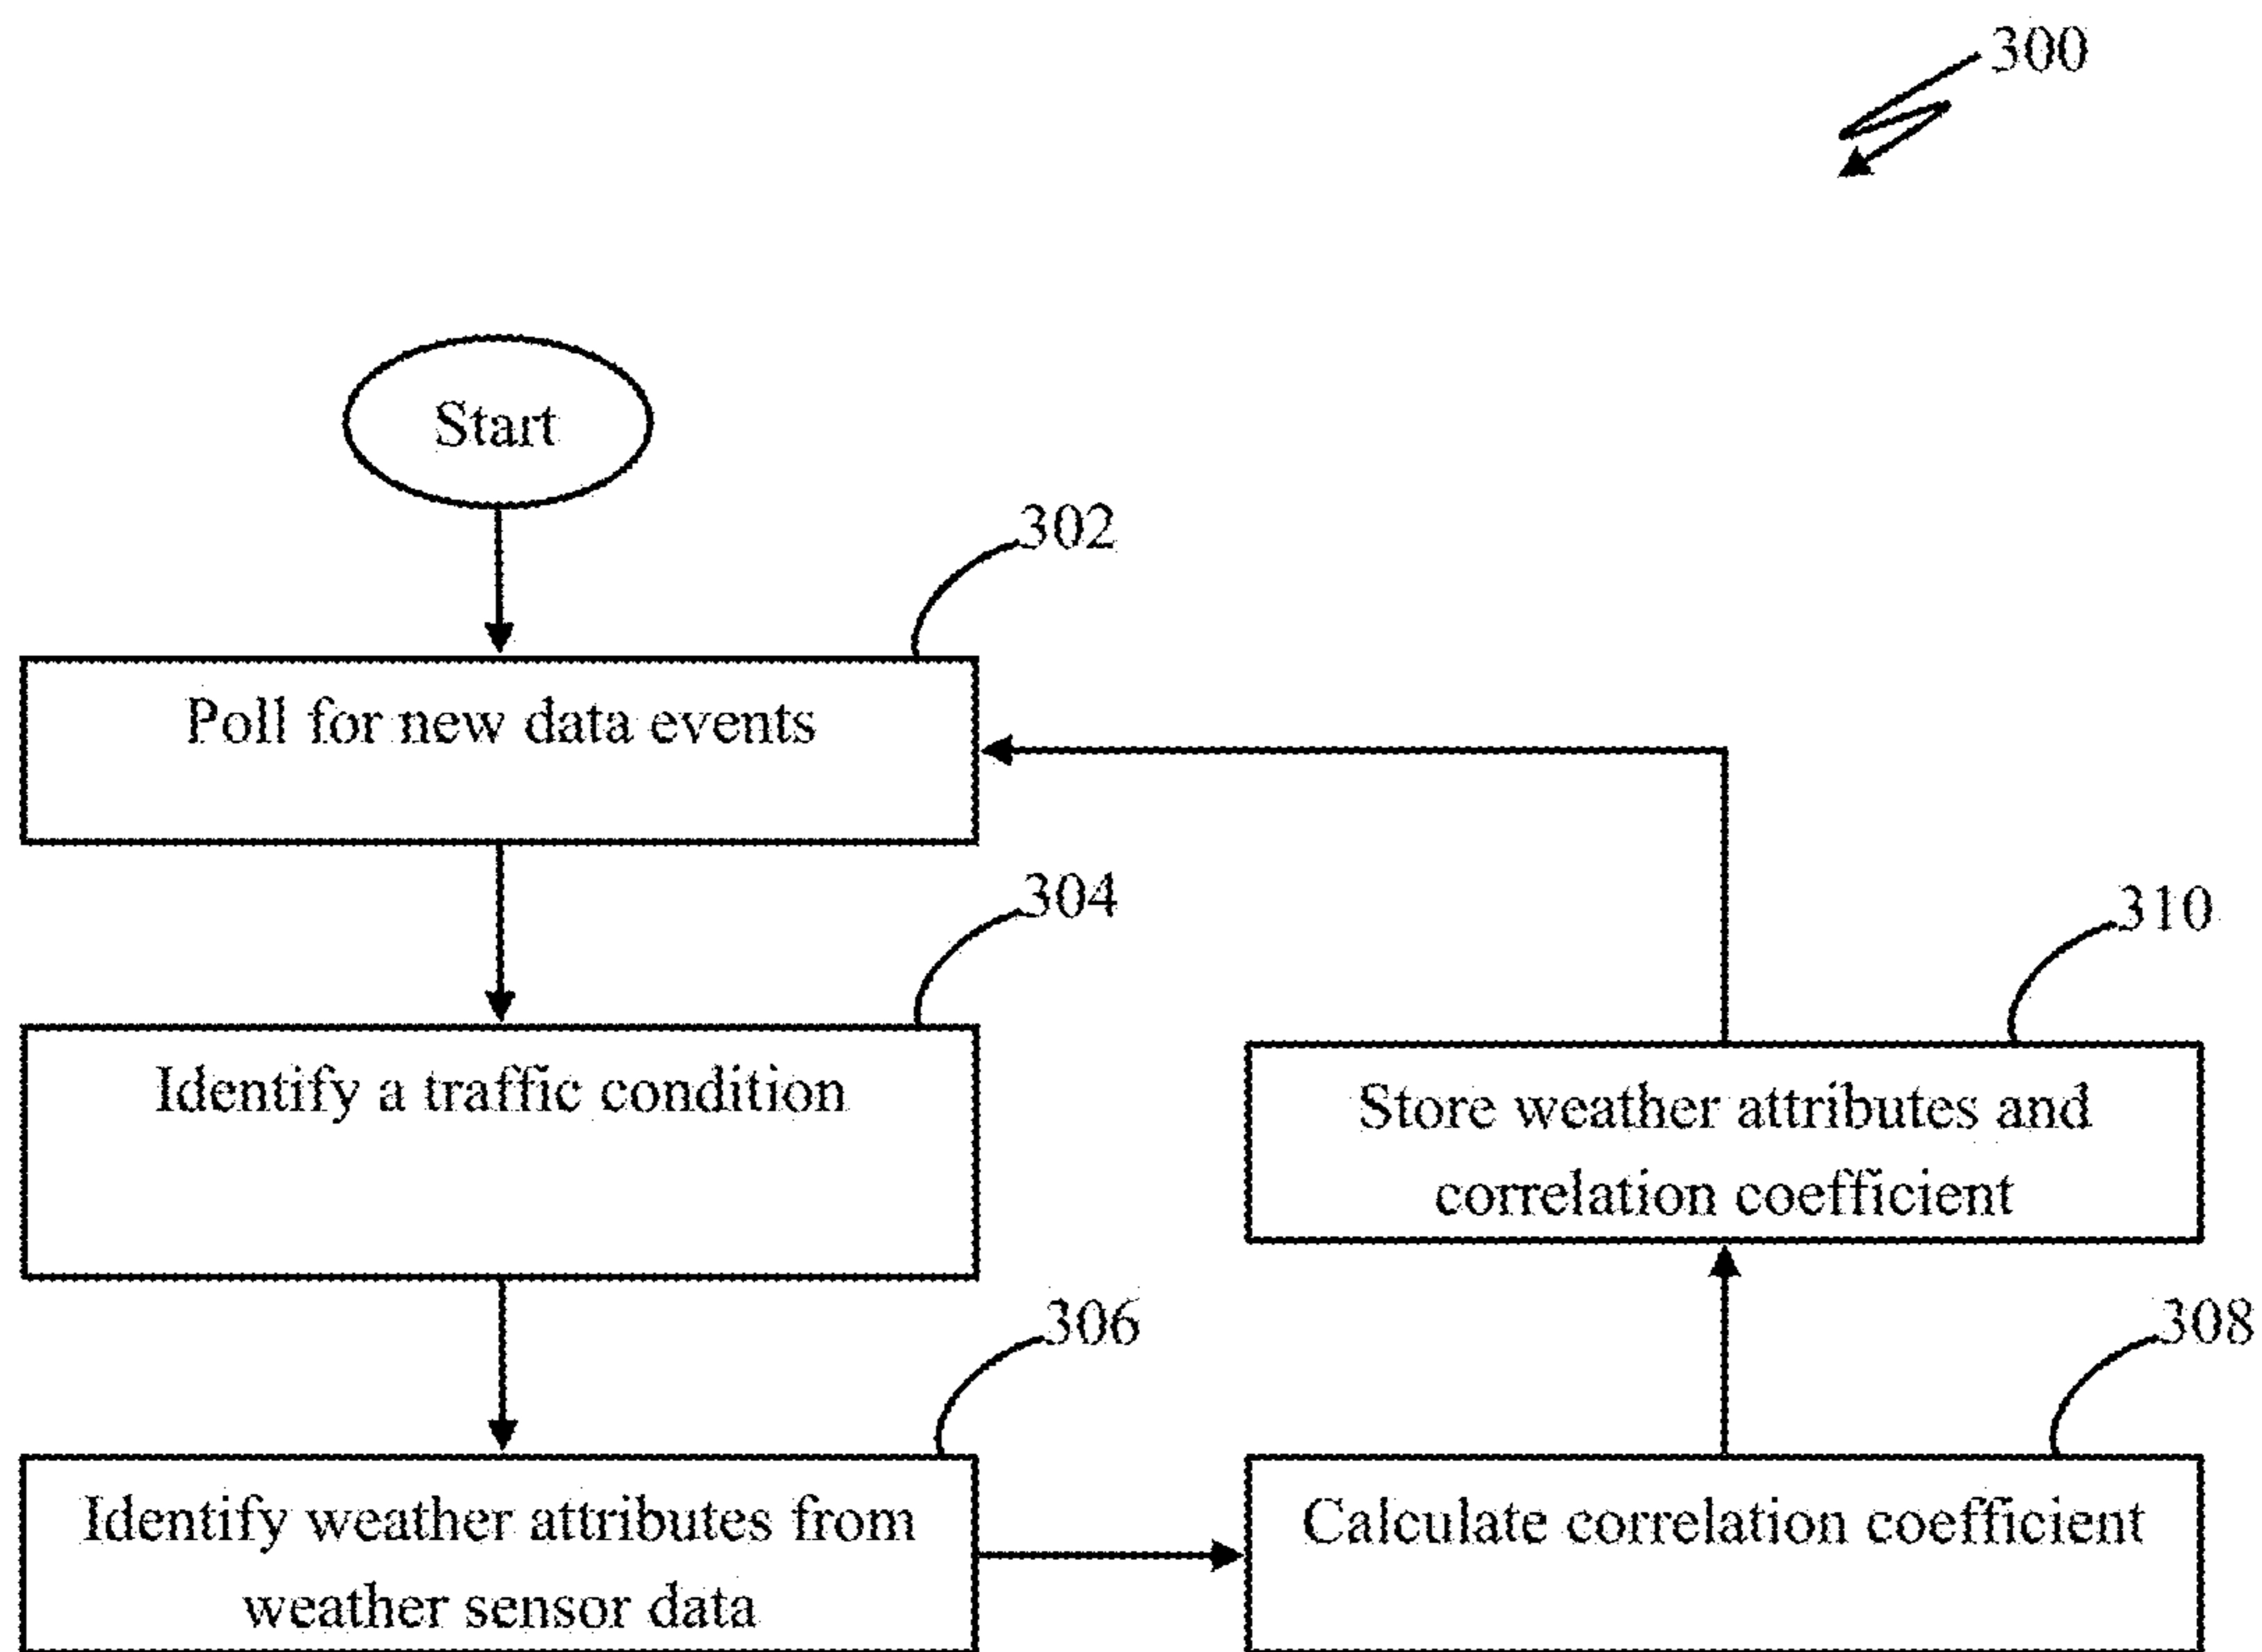 300
Start
302
Poll for new data events
304
Identify a traffic condition
310
Store weather attributes and
correlation coefficient
306
Identify weather attributes from
weather sensor data
308
Calculate correlation coefficient